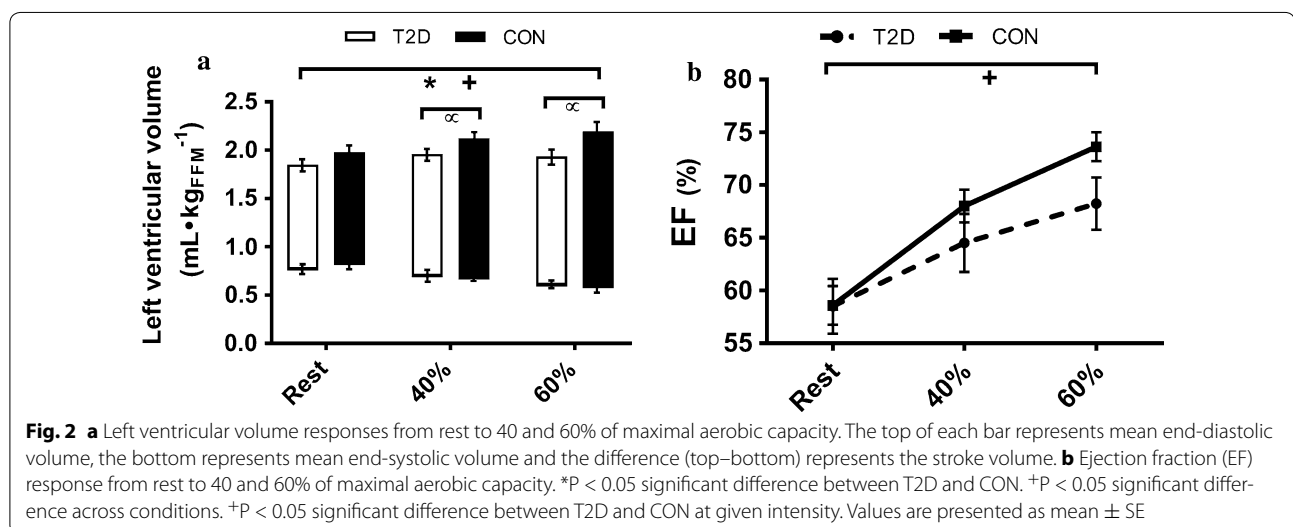 T2D CON
a
* +
∝ ∝
Left ventricular volume
(mL•kgFFM-1)
2.5
2.0
1.5
1.0
0.5
0.0
Rest 40% 60%
T2D CON
b
+
EF (%)
80
75
70
65
60
55
Rest 40% 60%
Fig. 2 a Left ventricular volume responses from rest to 40 and 60% of maximal aerobic capacity. The top of each bar represents mean end-diastolic
volume, the bottom represents mean end-systolic volume and the difference (top–bottom) represents the stroke volume. b Ejection fraction (EF)
response from rest to 40 and 60% of maximal aerobic capacity. *P < 0.05 significant difference between T2D and CON. +P < 0.05 significant differ-
ence across conditions. +P < 0.05 significant difference between T2D and CON at given intensity. Values are presented as mean ± SE